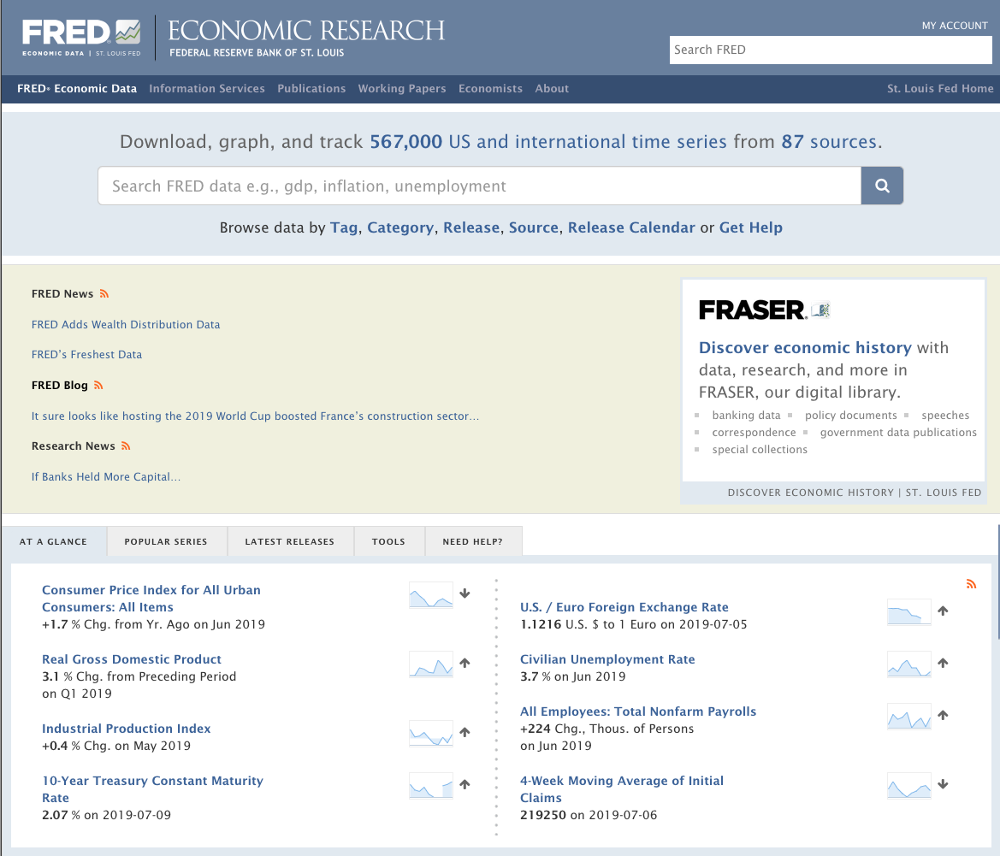 FRED
ECONOMIC DATA | ST. LOUIS FED
ECONOMIC RESEARCH
FEDERAL RESERVE BANK OF ST. LOUIS
MY ACCOUNT
Search FRED
FRED® Economic Data Information Services Publications Working Papers Economists About St. Louis Fed Home
Download, graph, and track 567,000 US and international time series from 87 sources.
Search FRED data e.g., gdp, inflation, unemployment
Browse data by Tag, Category, Release, Source, Release Calendar or Get Help
FRED News
FRED Adds Wealth Distribution Data
FRED's Freshest Data
FRED Blog
It sure looks like hosting the 2019 World Cup boosted France's construction sector…
Research News
If Banks Held More Capital…
FRASER®
Discover economic history with
data, research, and more in
FRASER, our digital library.
banking data policy documents speeches
correspondence government data publications
special collections
DISCOVER ECONOMIC HISTORY | ST. LOUIS FED
AT A GLANCE POPULAR SERIES LATEST RELEASES TOOLS NEED HELP?
Consumer Price Index for All Urban
Consumers: All Items
+1.7 % Chg. from Yr. Ago on Jun 2019
Real Gross Domestic Product
3.1 % Chg. from Preceding Period
on Q1 2019
Industrial Production Index
+0.4 % Chg. on May 2019
10-Year Treasury Constant Maturity
Rate
2.07 % on 2019-07-09
U.S. / Euro Foreign Exchange Rate
1.1216 U.S. $ to 1 Euro on 2019-07-05
Civilian Unemployment Rate
3.7 % on Jun 2019
All Employees: Total Nonfarm Payrolls
+224 Chg., Thous. of Persons
on Jun 2019
4-Week Moving Average of Initial
Claims
219250 on 2019-07-06